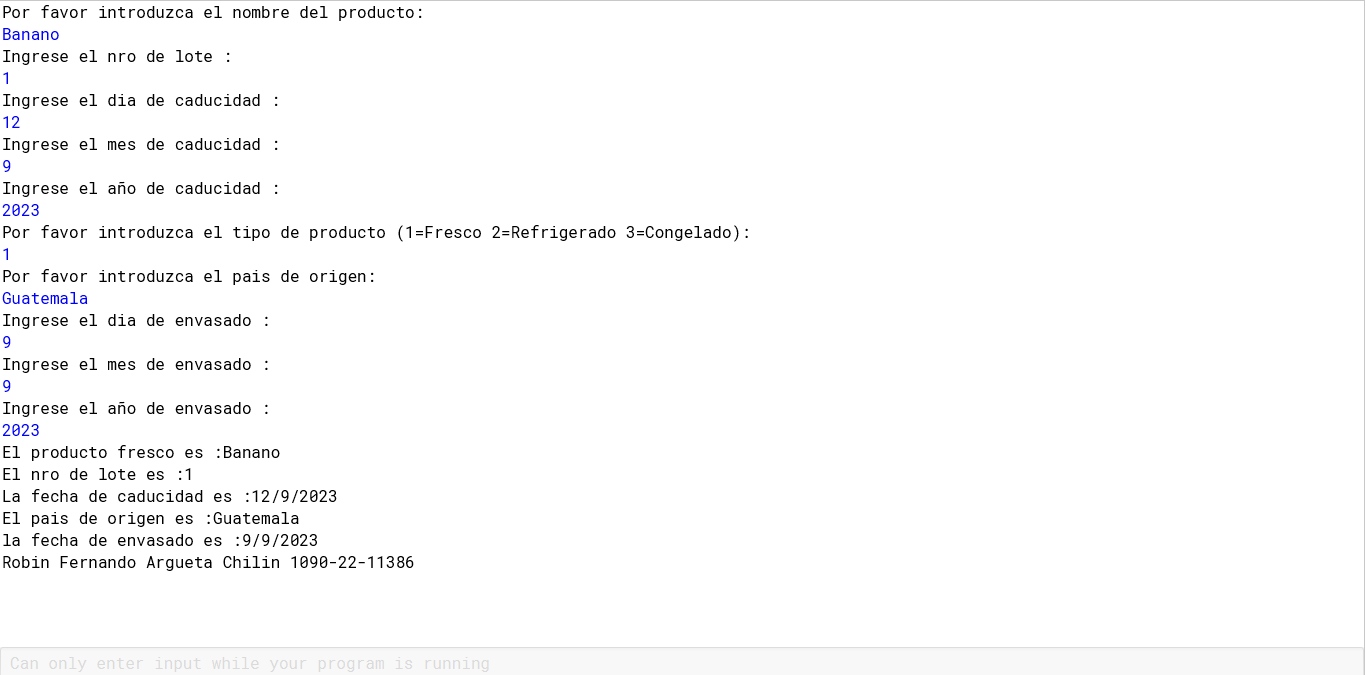 Por favor introduzca el nombre del producto:
Banano
Ingrese el nro de lote :
1
Ingrese el dia de caducidad :
12
Ingrese el mes de caducidad :
9
Ingrese el año de caducidad :
2023
Por favor introduzca el tipo de producto (1=Fresco 2=Refrigerado 3=Congelado):
1
Por favor introduzca el pais de origen:
Guatemala
Ingrese el dia de envasado :
9
Ingrese el mes de envasado :
9
Ingrese el año de envasado :
2023
El producto fresco es :Banano
El nro de lote es :1
La fecha de caducidad es :12/9/2023
El pais de origen es :Guatemala
la fecha de envasado es :9/9/2023
Robin Fernando Argueta Chilin 1090-22-11386
Can only enter input while your program is running